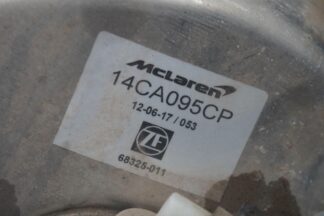 McLaren
14CA095CP
12-06-17 / 053
ZF
68325-011